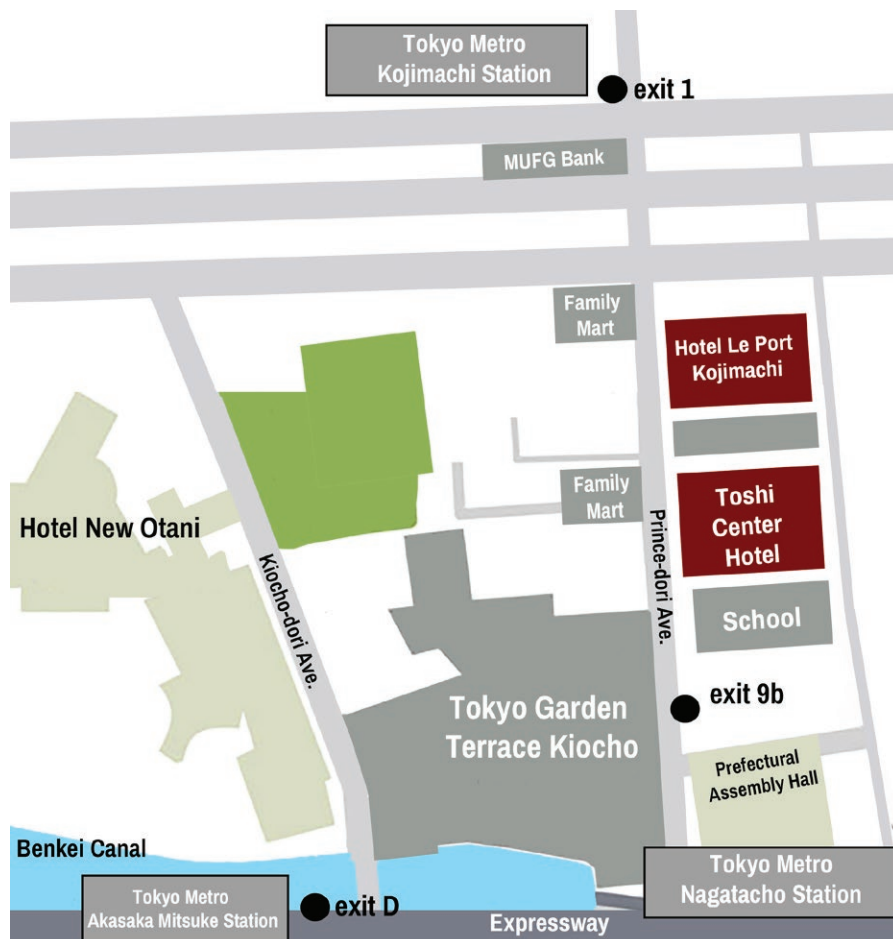 Tokyo Metro
Kojimachi Station
exit 1
MUFG Bank
Family
Mart
Hotel Le Port
Kojimachi
Family
Mart
Toshi
Center
Hotel
Hotel New Otani
Kiocho-dori Ave.
Prince-dori Ave.
School
exit 9b
Tokyo Garden
Terrace Kiocho
Prefectural
Assembly Hall
Benkei Canal
Tokyo Metro
Nagatacho Station
Tokyo Metro
Akasaka Mitsuke Station
exit D
Expressway